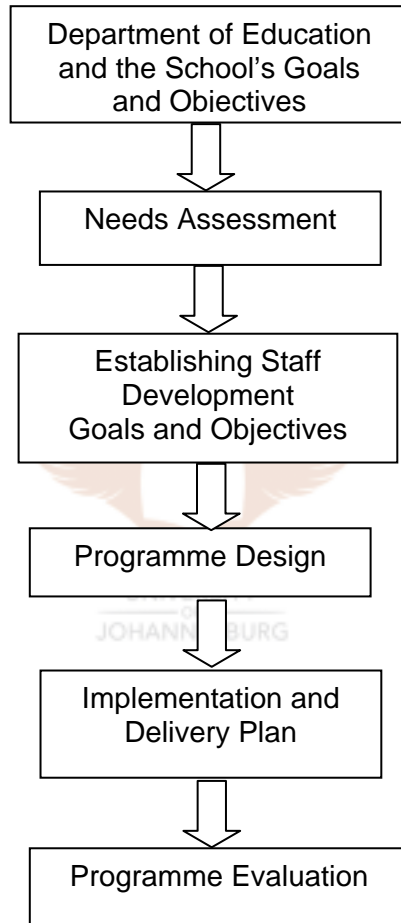 Department of Education
and the School’s Goals
and Objectives
Needs Assessment
Establishing Staff
Development
Goals and Objectives
Programme Design
Implementation and
Delivery Plan
Programme Evaluation